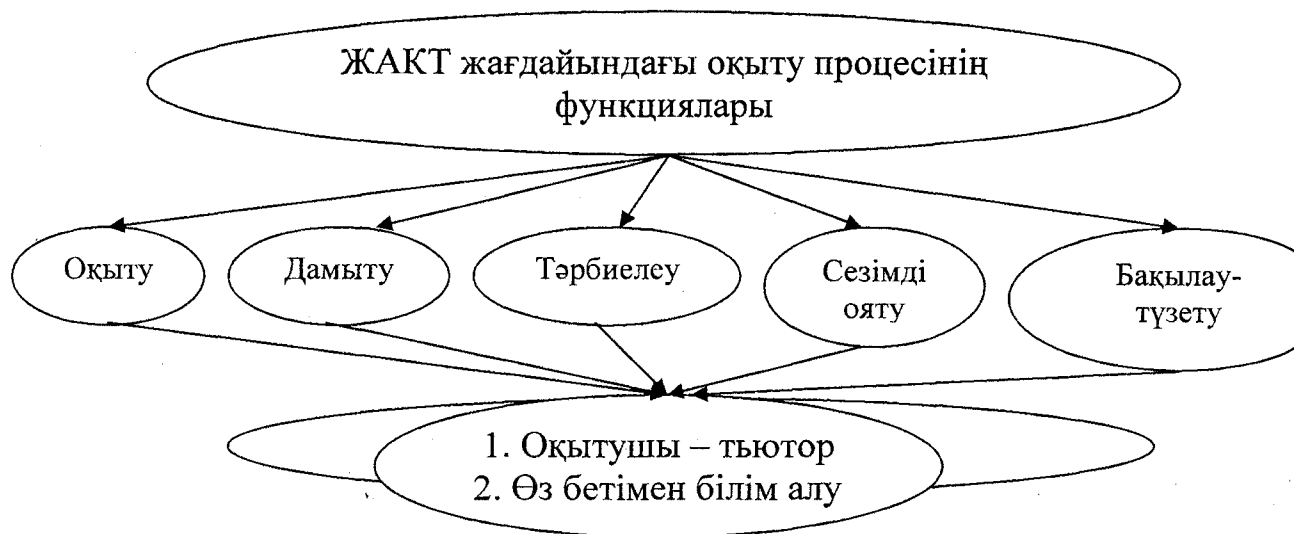 ЖАКТ жағдайындағы оқыту процесінің
функциялары
Оқыту
Дамыту
Тәрбиелеу
Сезімді
ояту
Бақылау-
түзету
1. Оқытушы – тьютор
2. Өз бетімен білім алу